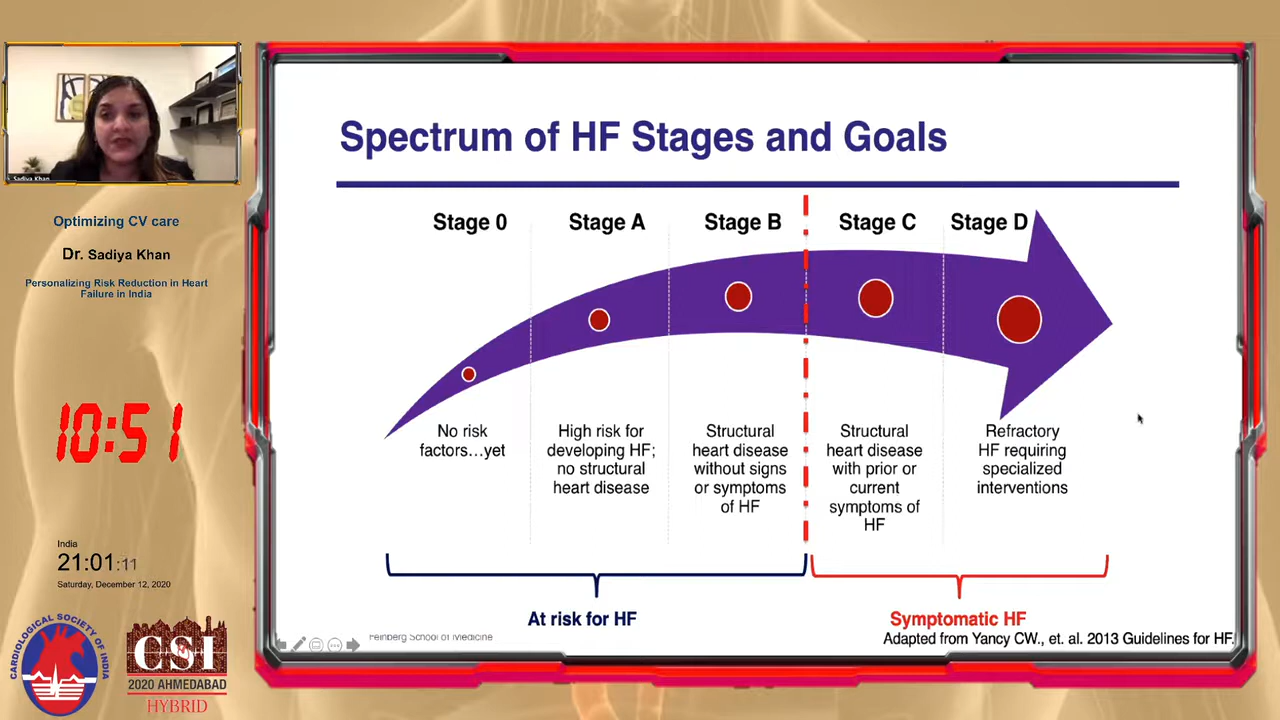 Sadiya Khan
Optimizing CV care
Dr. Sadiya Khan
Personalizing Risk Reduction in Heart
Failure in India
10:51
India
21:01:11
Saturday, December 12, 2020
CARDIOLOGICAL SOCIETY OF INDIA
CSI
2020 AHMEDABAD
HYBRID
Spectrum of HF Stages and Goals
Stage 0
Stage A
Stage B
Stage C
Stage D
No risk
factors...yet
High risk for
developing HF;
no structural
heart disease
Structural
heart disease
without signs
or symptoms
of HF
Structural
heart disease
with prior or
current
symptoms of
HF
Refractory
HF requiring
specialized
interventions
At risk for HF
Symptomatic HF
Feinberg School of Medicine
Adapted from Yancy CW., et. al. 2013 Guidelines for HF.